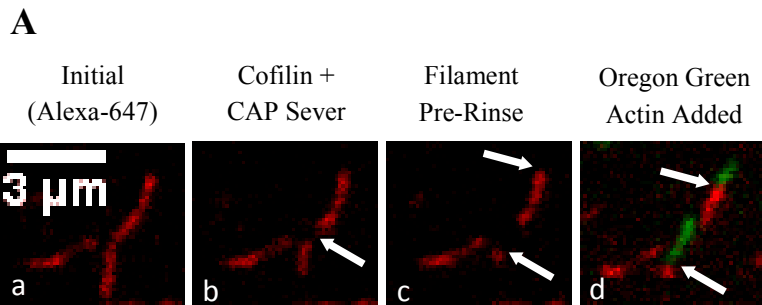 A
Initial
(Alexa-647)
Cofilin +
CAP Sever
Filament
Pre-Rinse
Oregon Green
Actin Added
3 µm
a
b
c
d